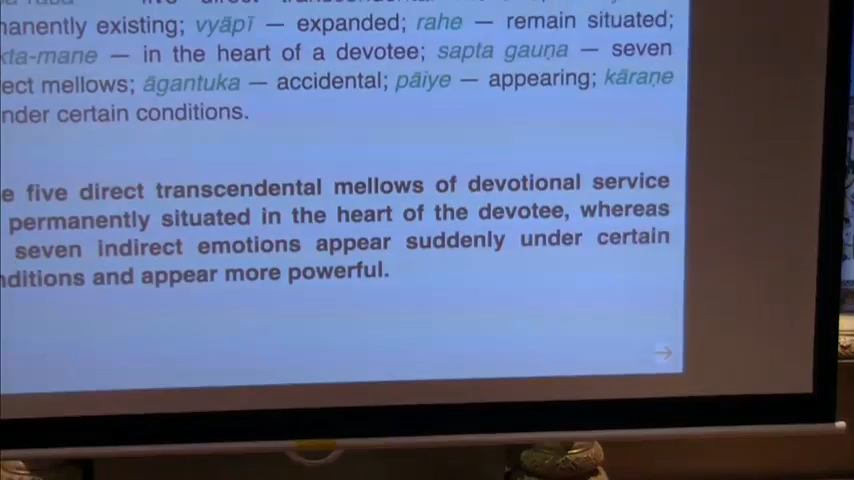 five direct
manently existing; vyāpī — expanded; rahe — remain situated;
kta-mane — in the heart of a devotee; sapta gauṇa — seven
ect mellows; āgantuka — accidental; pāiye — appearing; kāraṇe
nder certain conditions.
e five direct transcendental mellows of devotional service
permanently situated in the heart of the devotee, whereas
seven indirect emotions appear suddenly under certain
nditions and appear more powerful.